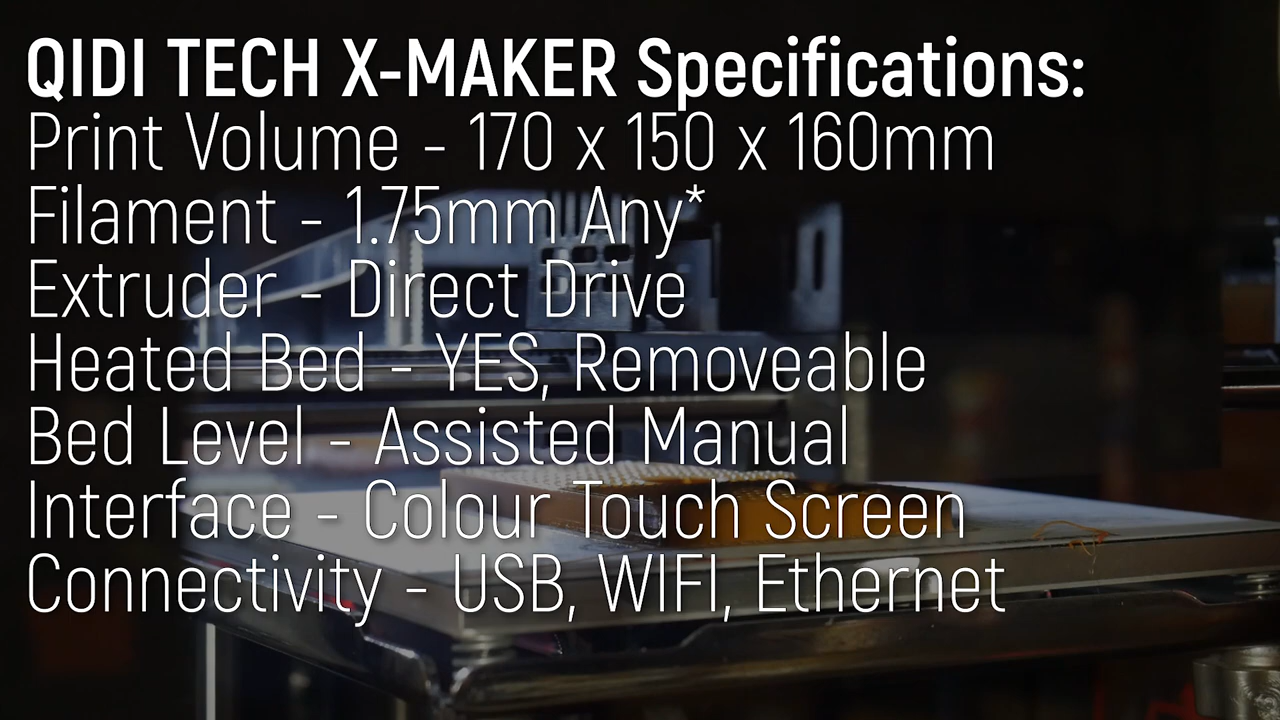 QIDI TECH X-MAKER Specifications:
Print Volume - 170 x 150 x 160mm
Filament - 1.75mm Any*
Extruder - Direct Drive
Heated Bed - YES, Removeable
Bed Level - Assisted Manual
Interface - Colour Touch Screen
Connectivity - USB, WIFI, Ethernet